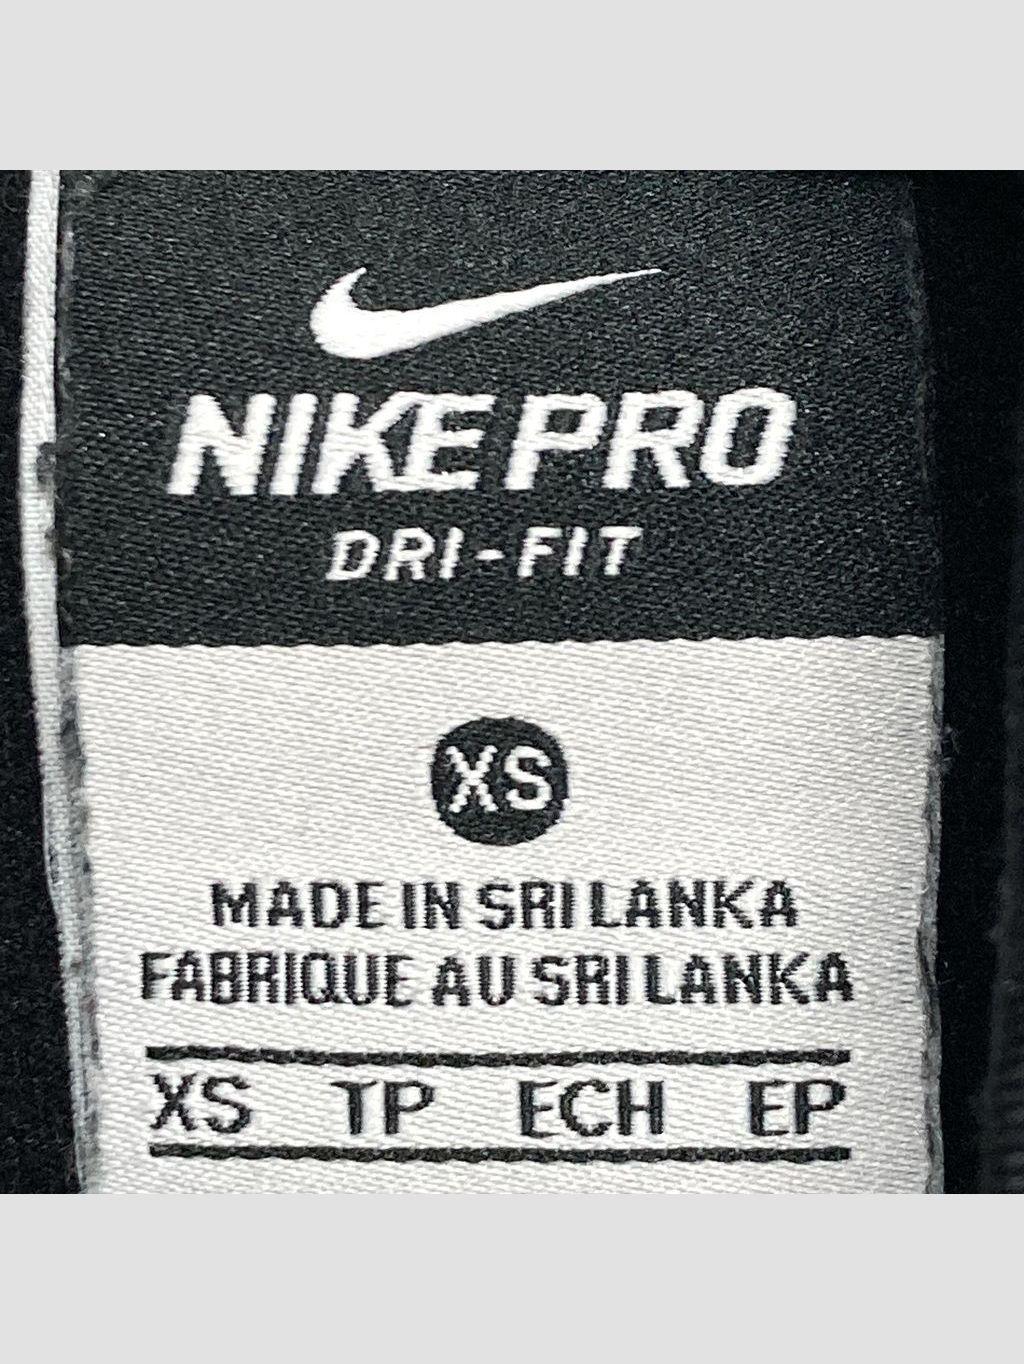 NIKE PRO
DRI-FIT
XS
MADE IN SRI LANKA
FABRIQUE AU SRI LANKA
XS TP ECH EP